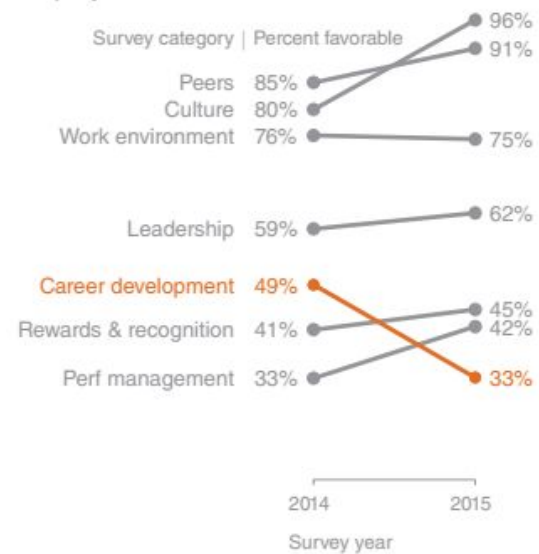 96%
Survey category | Percent favorable
91%
Peers 85%
Culture 80%
Work environment 76% 75%
62%
Leadership 59%
Career development 49%
45%
Rewards & recognition 41% 42%
Perf management 33% 33%
2014 2015
Survey year